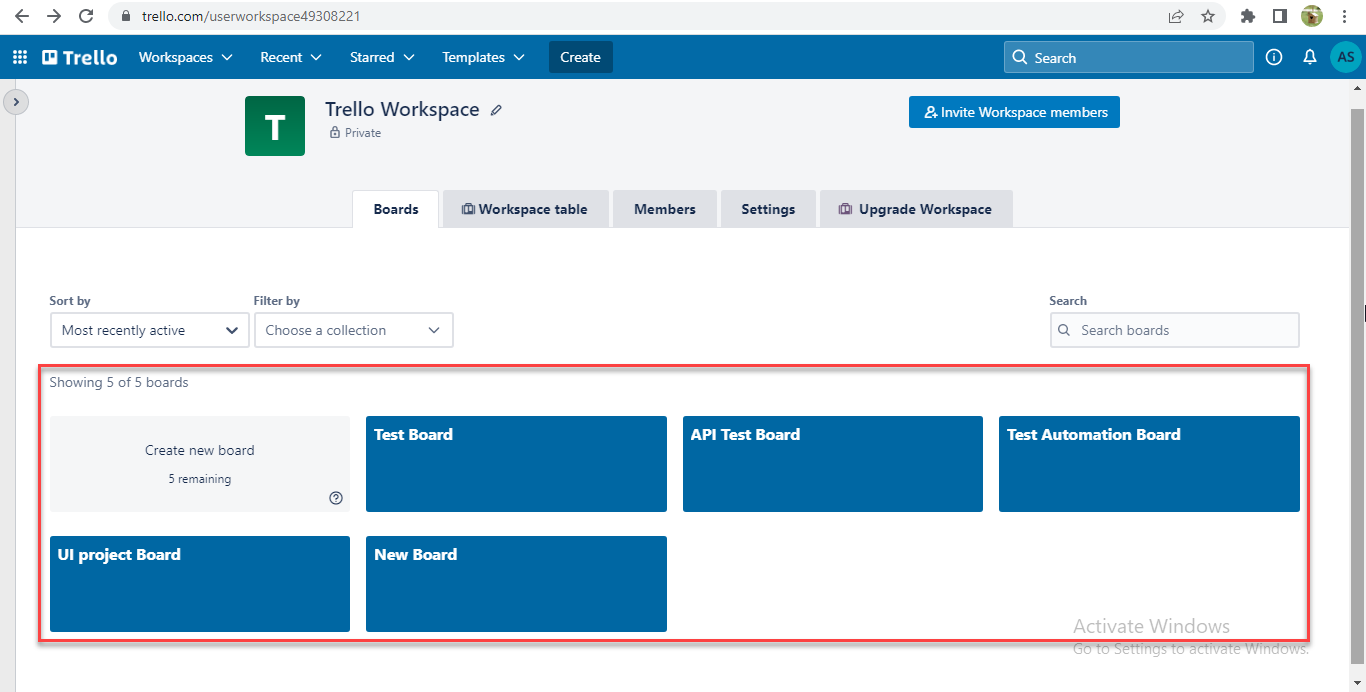 trello.com/userworkspace49308221
Trello Workspaces Recent Starred Templates Create Search AS
T
Trello Workspace
Private
Invite Workspace members
Boards Workspace table Members Settings Upgrade Workspace
Sort by Filter by Search
Most recently active Choose a collection Search boards
Showing 5 of 5 boards
Create new board
5 remaining
Test Board
API Test Board
Test Automation Board
UI project Board
New Board
Activate Windows
Go to Settings to activate Windows.